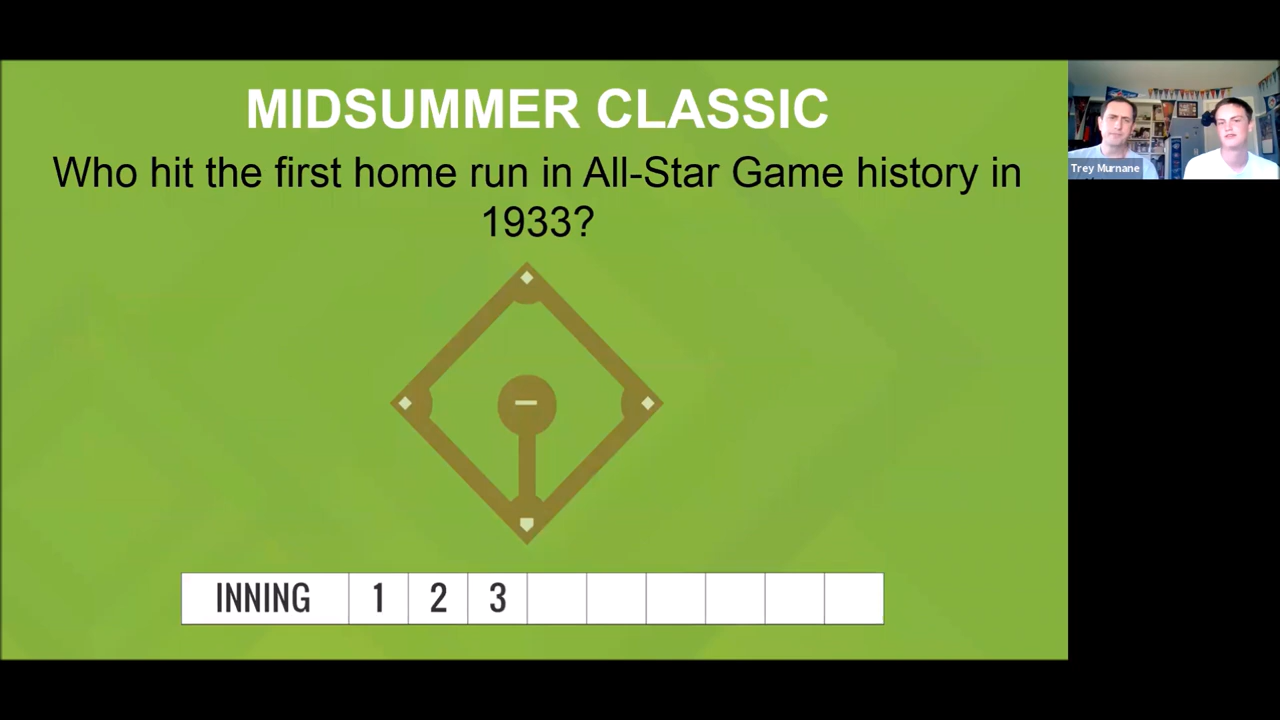 MIDSUMMER CLASSIC
Who hit the first home run in All-Star Game history in
1933?
Trey Murnane
INNING 1 2 3